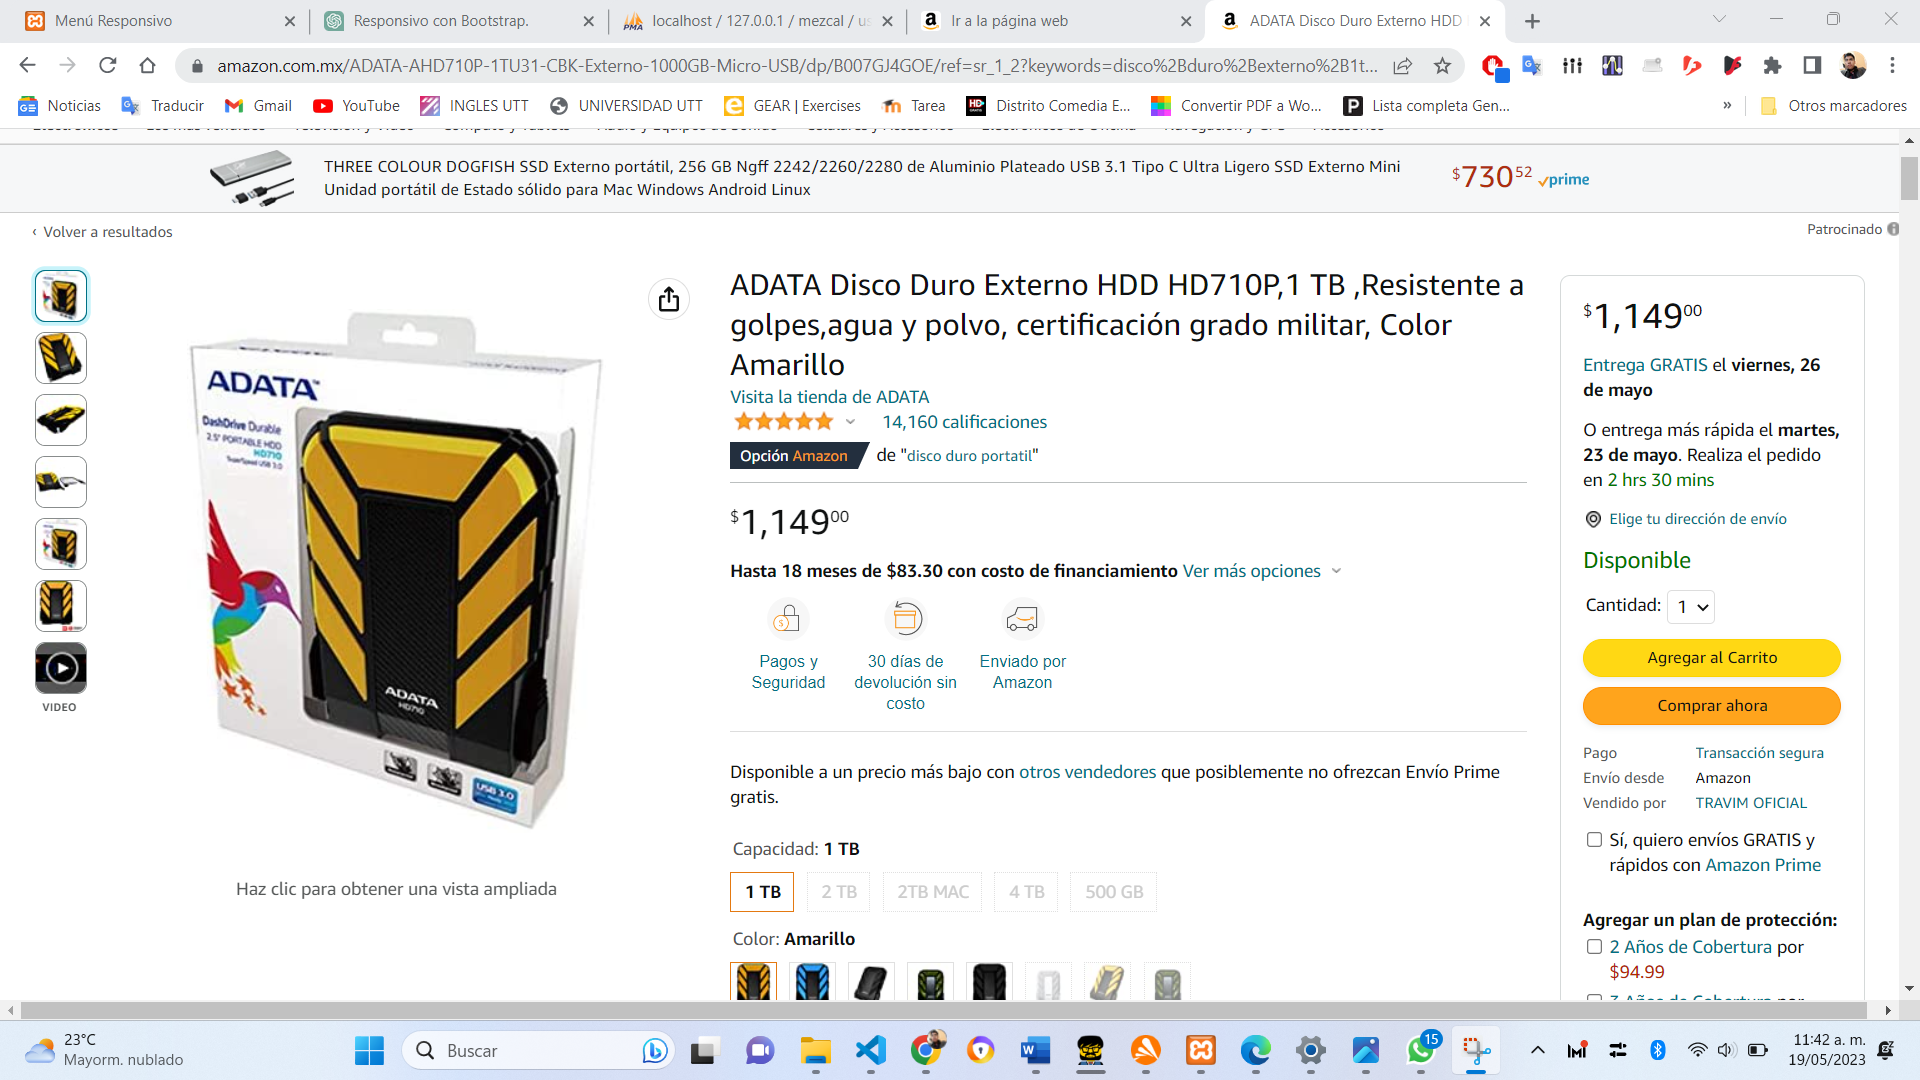 Menú Responsivo
Responsivo con Bootstrap.
localhost / 127.0.0.1 / mezcal / us
Ir a la página web
ADATA Disco Duro Externo HDD
amazon.com.mx/ADATA-AHD710P-1TU31-CBK-Externo-1000GB-Micro-USB/dp/B007GJ4GOE/ref=sr_1_2?keywords=disco%2Bduro%2Bexterno%2B1t...
Noticias
Traducir
Gmail
YouTube
INGLES UTT
UNIVERSIDAD UTT
GEAR | Exercises
Tarea
Distrito Comedia E...
Convertir PDF a Wo...
Lista completa Gen...
»
Otros marcadores
THREE COLOUR DOGFISH SSD Externo portátil, 256 GB Ngff 2242/2260/2280 de Aluminio Plateado USB 3.1 Tipo C Ultra Ligero SSD Externo Mini
Unidad portátil de Estado sólido para Mac Windows Android Linux
$730 52 prime
‹ Volver a resultados
Patrocinado
VIDEO
ADATA
DashDrive Durable
2.5" PORTABLE HDD
HD710
SuperSpeed USB 3.0
ADATA
HD710
USB 3.0
Haz clic para obtener una vista ampliada
ADATA Disco Duro Externo HDD HD710P,1 TB ,Resistente a
golpes,agua y polvo, certificación grado militar, Color
Amarillo
Visita la tienda de ADATA
14,160 calificaciones
Opción Amazon de "disco duro portatil"
$1,149 00
Hasta 18 meses de $83.30 con costo de financiamiento Ver más opciones
Pagos y
Seguridad
30 días de
devolución sin
costo
Enviado por
Amazon
Disponible a un precio más bajo con otros vendedores que posiblemente no ofrezcan Envío Prime
gratis.
Capacidad: 1 TB
1 TB
2 TB
2TB MAC
4 TB
500 GB
Color: Amarillo
$1,149 00
Entrega GRATIS el viernes, 26
de mayo
O entrega más rápida el martes,
23 de mayo. Realiza el pedido
en 2 hrs 30 mins
Elige tu dirección de envío
Disponible
Cantidad: 1
Agregar al Carrito
Comprar ahora
Pago Transacción segura
Envío desde Amazon
Vendido por TRAVIM OFICIAL
Sí, quiero envíos GRATIS y
rápidos con Amazon Prime
Agregar un plan de protección:
2 Años de Cobertura por
$94.99
3 Años de Cobertura por
23°C
Mayorm. nublado
Buscar
15
11:42 a. m.
19/05/2023